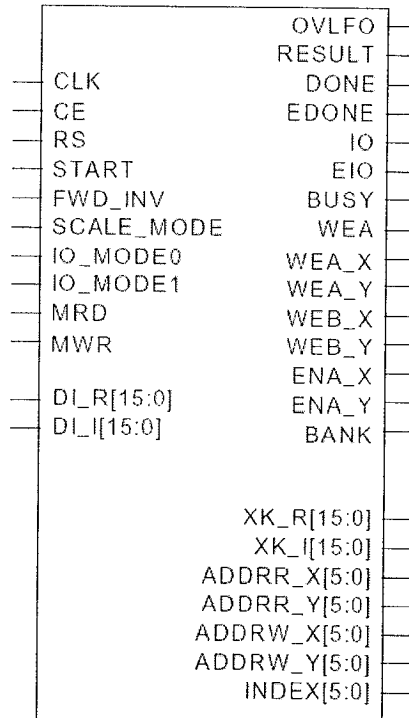 OVLFO
RESULT
CLK DONE
CE EDONE
RS IO
START EIO
FWD_INV BUSY
SCALE_MODE WEA
IO_MODE0 WEA_X
IO_MODE1 WEA_Y
MRD WEB_X
MWR WEB_Y
ENA_X
DI_R[15:0] ENA_Y
DI_I[15:0] BANK
XK_R[15:0]
XK_I[15:0]
ADDRR_X[5:0]
ADDRR_Y[5:0]
ADDRW_X[5:0]
ADDRW_Y[5:0]
INDEX[5:0]